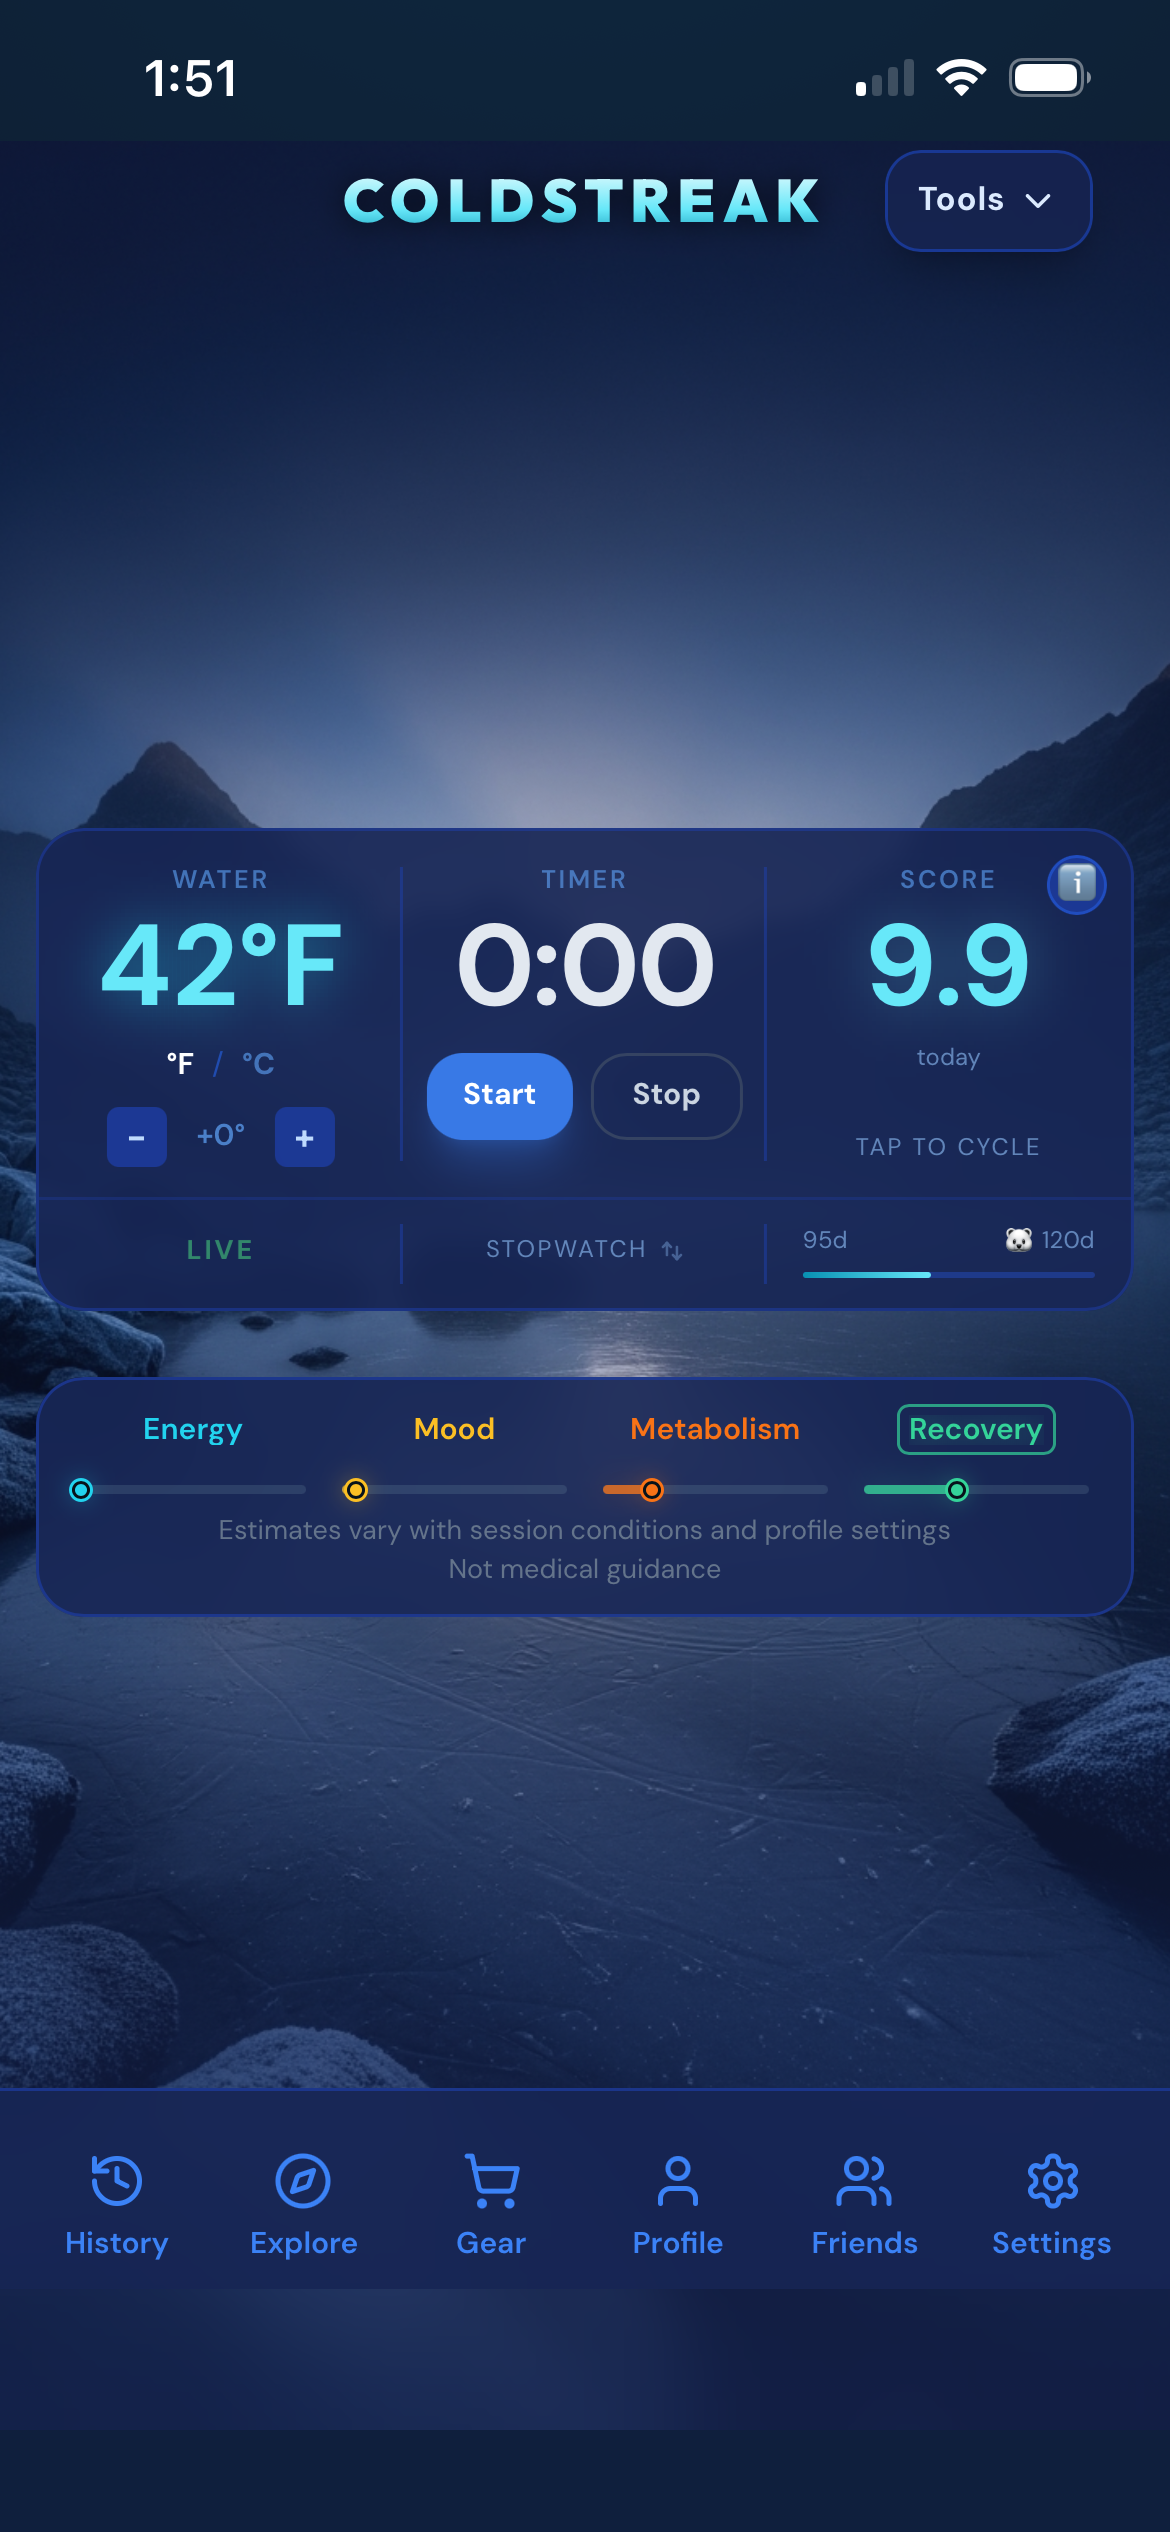 1:51
COLDSTREAK
Tools
WATER
TIMER
SCORE
i
42°F
0:00
9.9
°F / °C
today
Start
Stop
- +0° +
TAP TO CYCLE
LIVE
STOPWATCH
95d
120d
Energy
Mood
Metabolism
Recovery
Estimates vary with session conditions and profile settings
Not medical guidance
History
Explore
Gear
Profile
Friends
Settings